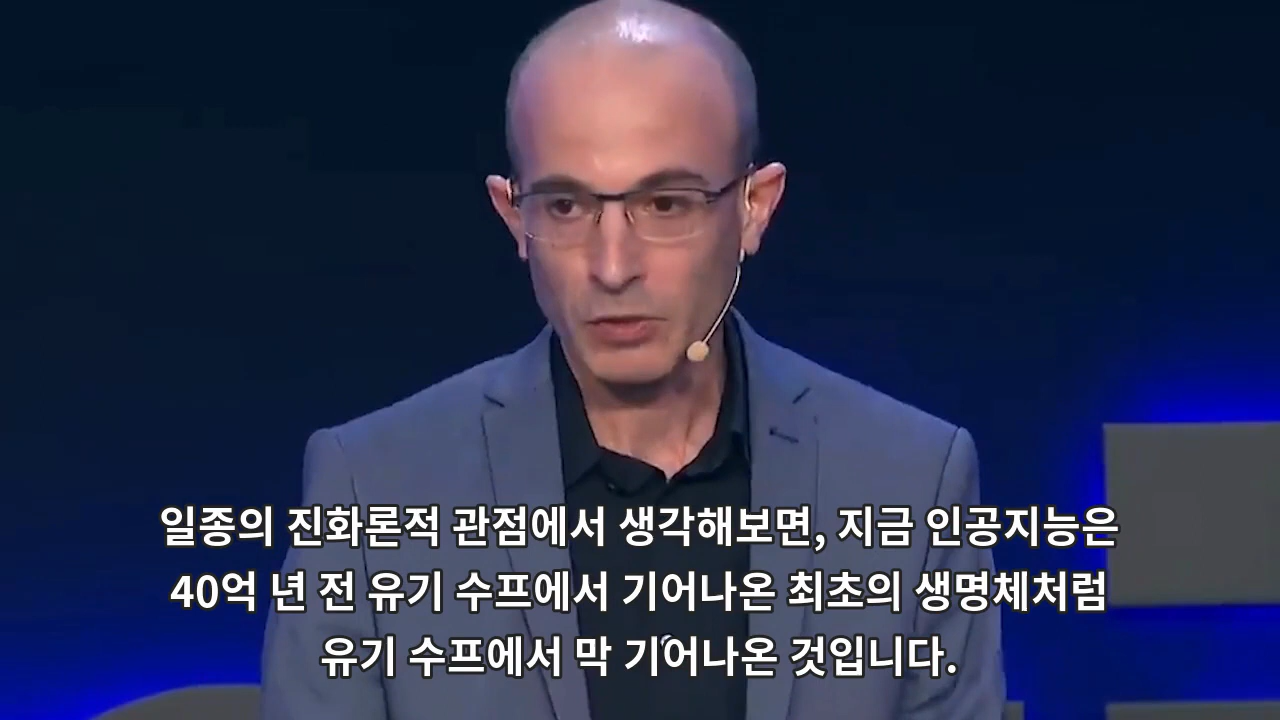 일종의 진화론적 관점에서 생각해보면, 지금 인공지능은
40억 년 전 유기 수프에서 기어나온 최초의 생명체처럼
유기 수프에서 막 기어나온 것입니다.